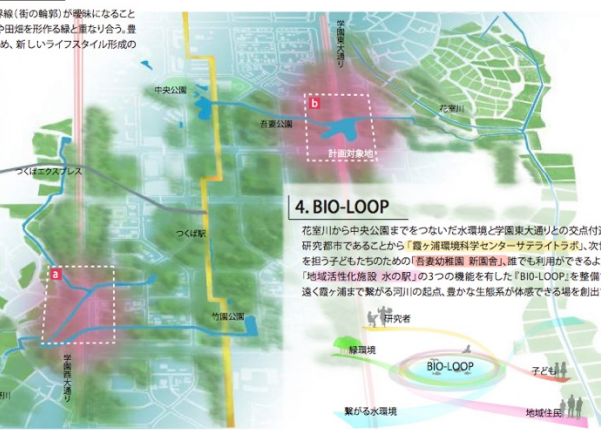 界線(街の輪郭)が曖昧になること
や田畑を形作る緑と重なり合う。豊
め、新しいライフスタイル形成の
学園東大通り
中央公園
b
花室川
吾妻公園
計画対象地
つくばエクスプレス
つくば駅
a
竹園公園
学園西大通り
4. BIO-LOOP
花室川から中央公園までをつないだ水環境と学園東大通りとの交点付近
研究都市であることから「霞ヶ浦環境科学センターサテライトラボ」、次世
を担う子どもたちのための「吾妻幼稚園 新園舎」、誰でも利用ができるよ
「地域活性化施設 水の駅」の3つの機能を有した『BIO-LOOP』を整備
遠く霞ヶ浦まで繋がる河川の起点、豊かな生態系が体感できる場を創出
研究者
緑環境
BIO-LOOP
子ども
繋がる水環境
地域住民